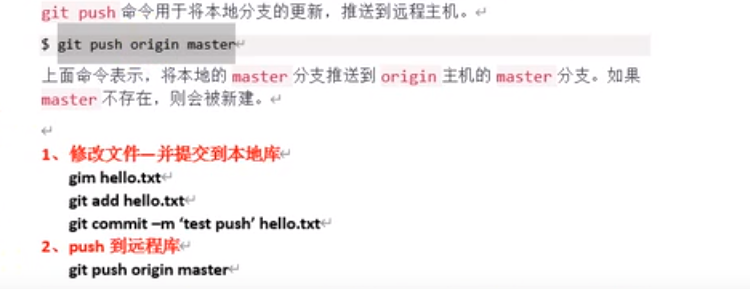 git push 命令用于将本地分支的更新，推送到远程主机。
$ git push origin master
上面命令表示，将本地的 master 分支推送到 origin 主机的 master 分支。如果
master 不存在，则会被新建。
1、修改文件—并提交到本地库
gim hello.txt
git add hello.txt
git commit –m ‘test push’ hello.txt
2、push 到远程库
git push origin master